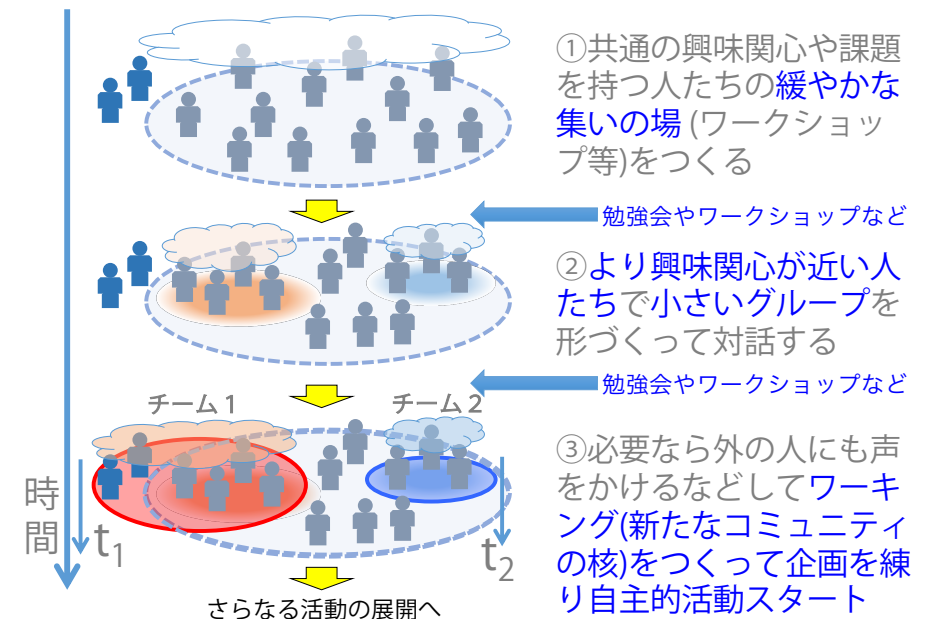 ①共通の興味関心や課題
を持つ人たちの緩やかな
集いの場 (ワークショッ
プ等)をつくる
勉強会やワークショップなど
②より興味関心が近い人
たちで小さいグループを
形づくって対話する
勉強会やワークショップなど
チーム1
チーム2
③必要なら外の人にも声
をかけるなどしてワーキ
ング(新たなコミュニティ
の核)をつくって企画を練
り自主的活動スタート
時
間
t1
t2
さらなる活動の展開へ